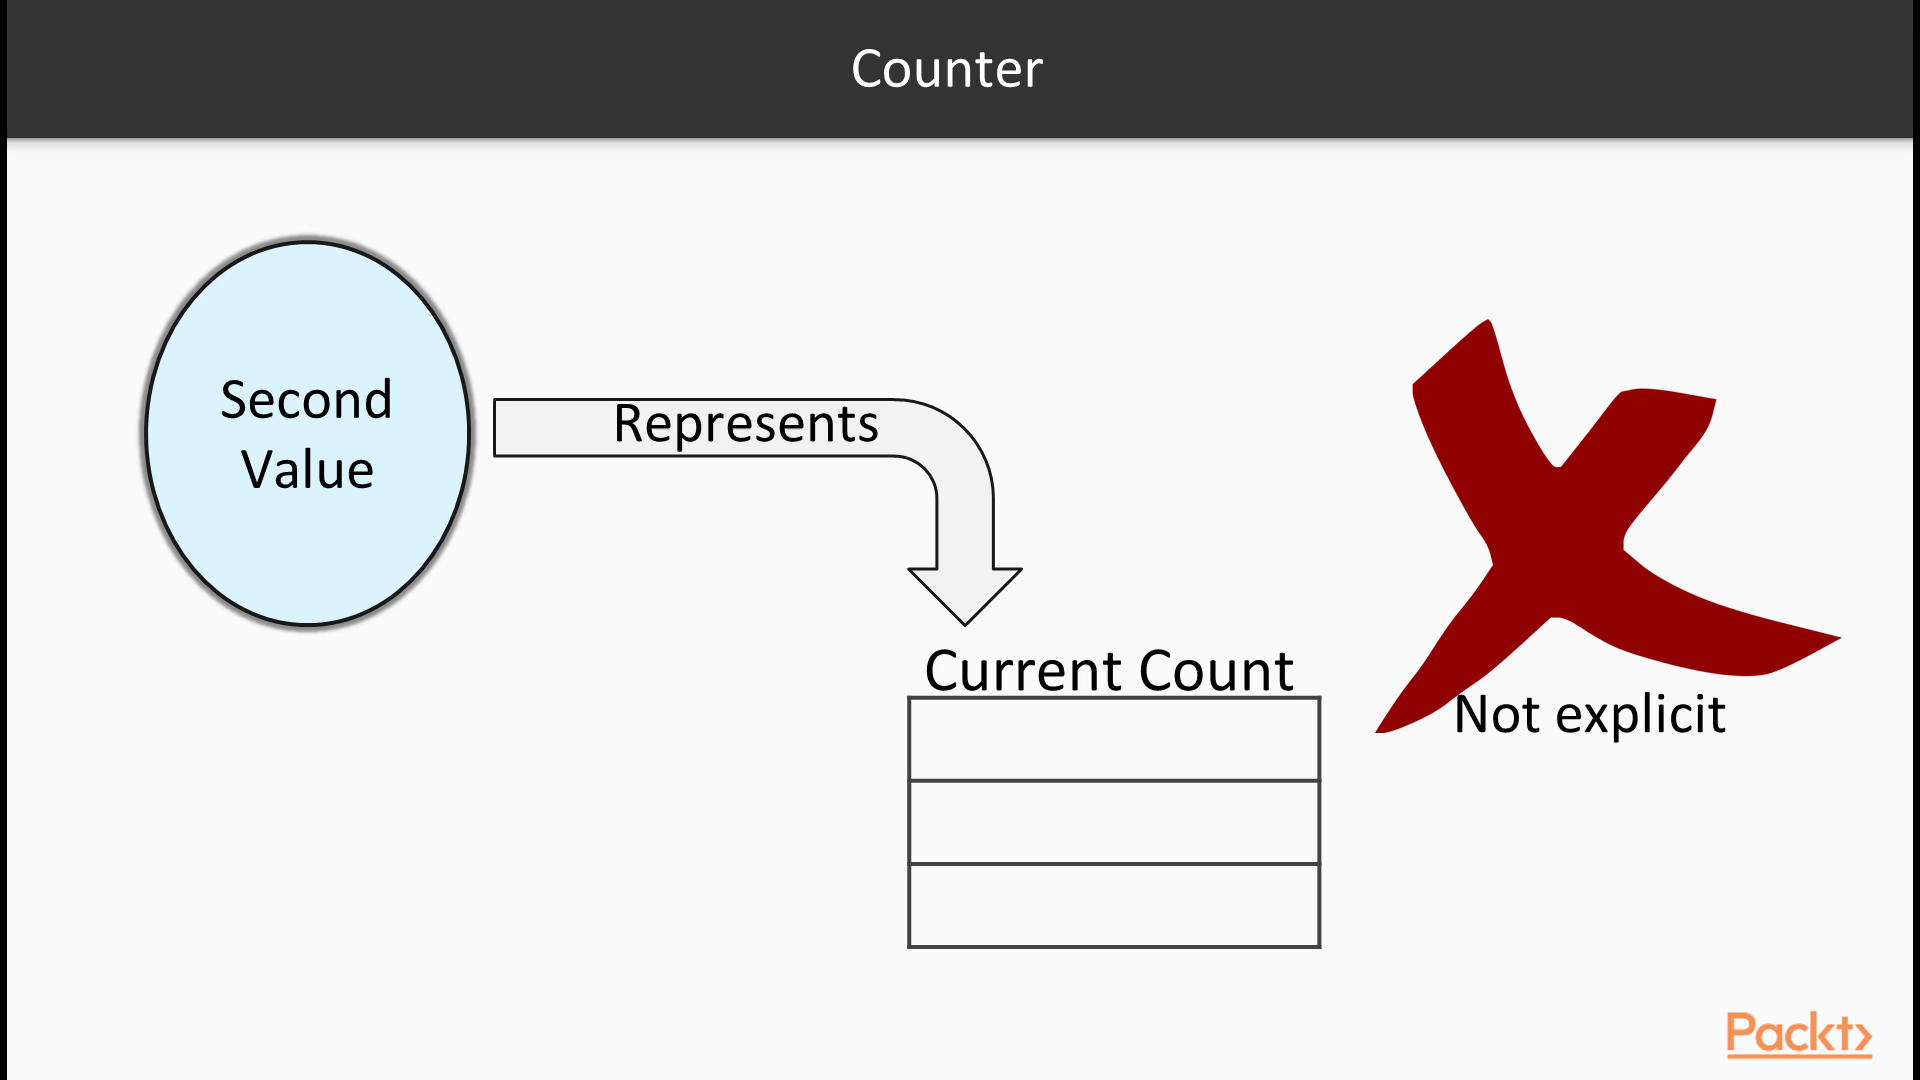 Counter
Second
Value
Represents
Current Count
Not explicit
Packt>